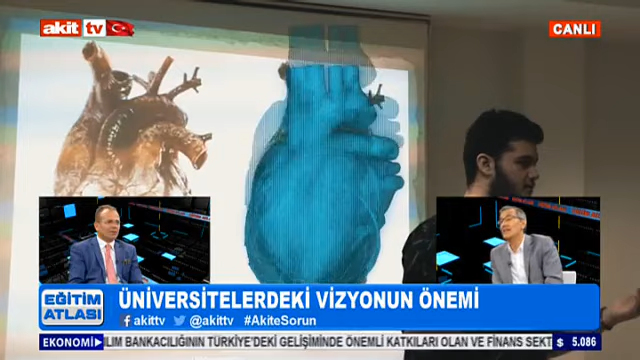 akit tv
CANLI
EĞİTİM ATLASI
ÜNİVERSİTELERDEKİ VİZYONUN ÖNEMİ
akittv @akittv #AkiteSorun
EKONOMİ LIM BANKACILIĞININ TÜRKİYE'DEKİ GELİŞİMİNDE ÖNEMLİ KATKILARI OLAN VE FİNANS SEKT $ 5.086